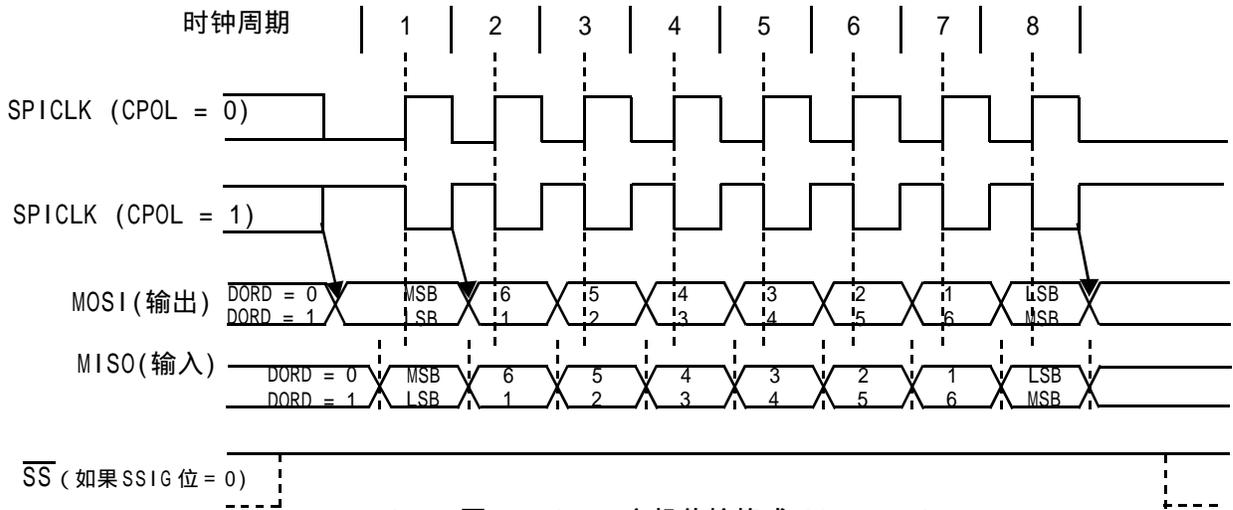 时钟周期 1 2 3 4 5 6 7 8
SPICLK (CPOL = 0)
SPICLK (CPOL = 1)
MOSI(输出) DORD = 0 MSB 6 5 4 3 2 1 LSB
DORD = 1 LSB 1 2 3 4 5 6 MSB
MISO(输入) DORD = 0 MSB 6 5 4 3 2 1 LSB
DORD = 1 LSB 1 2 3 4 5 6 MSB
SS (如果SSIG位= 0)